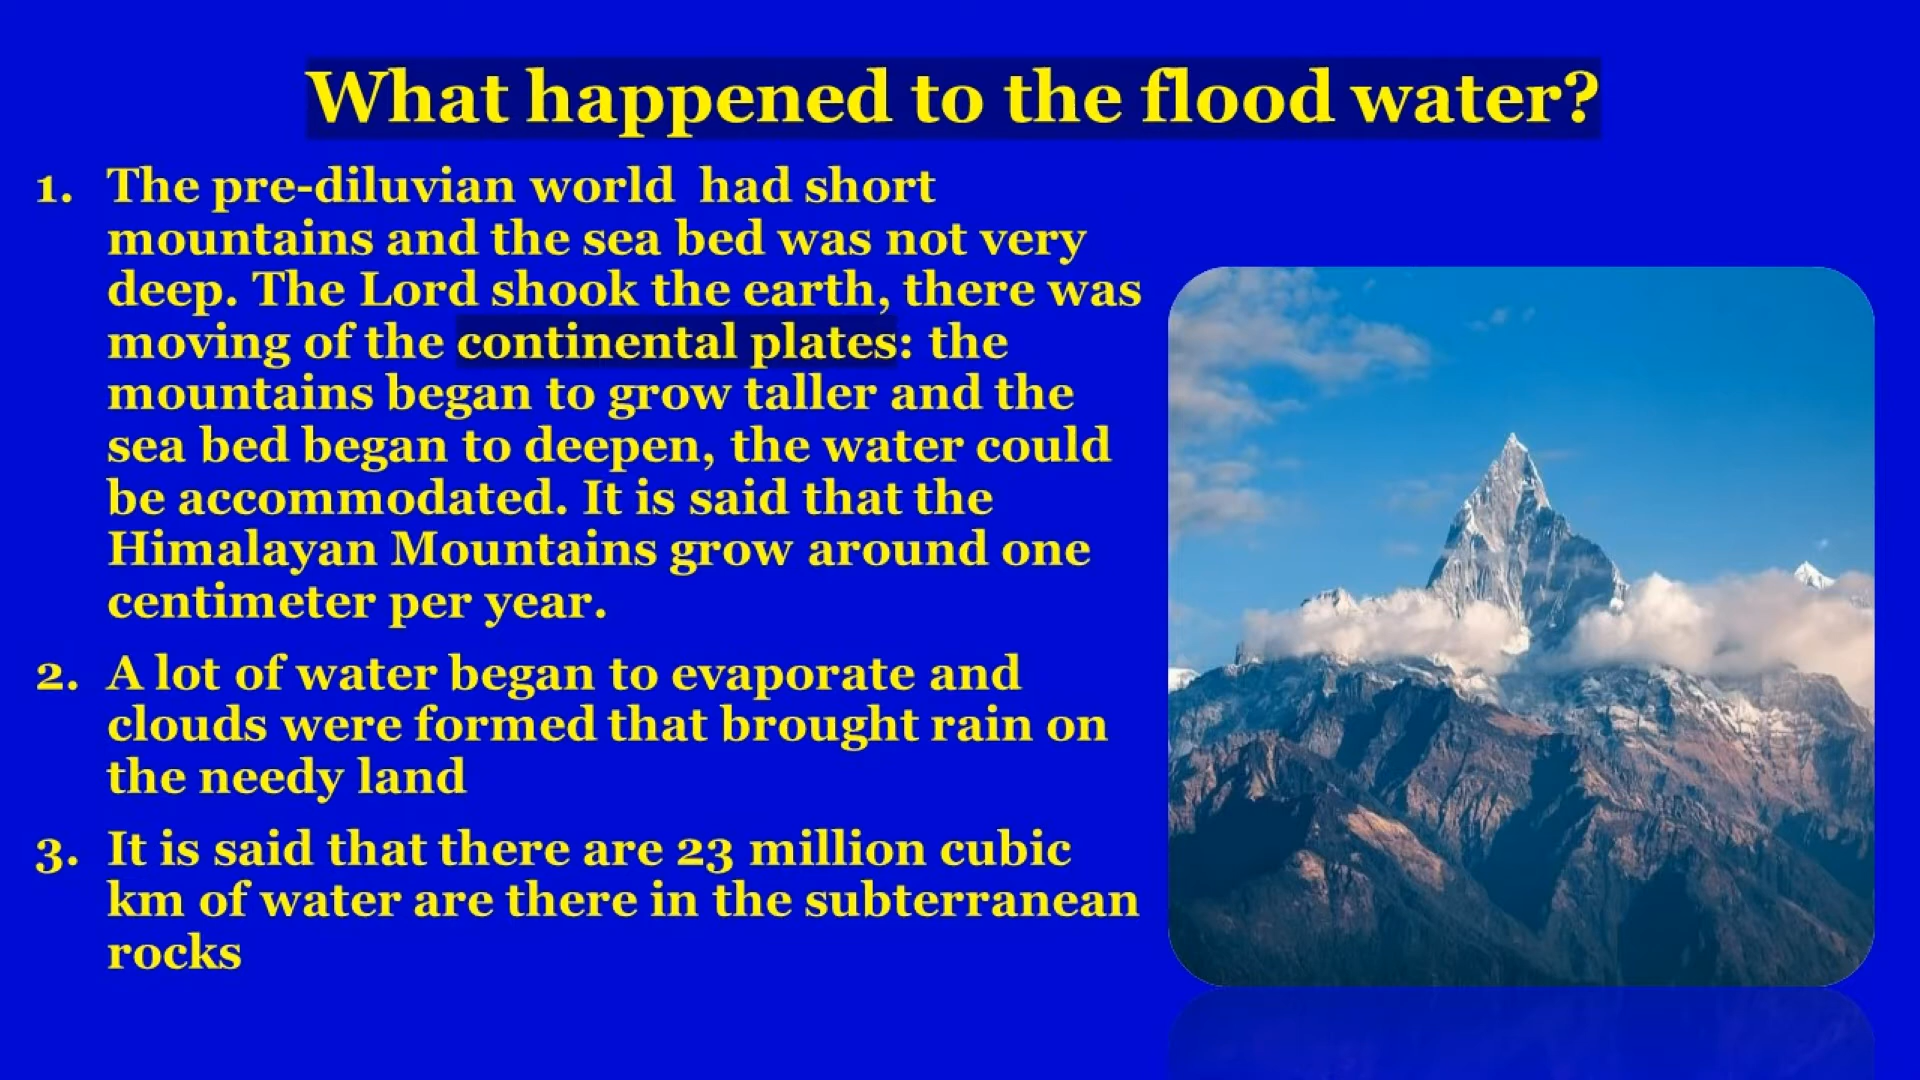 What happened to the flood water?
1. The pre-diluvian world had short
mountains and the sea bed was not very
deep. The Lord shook the earth, there was
moving of the continental plates: the
mountains began to grow taller and the
sea bed began to deepen, the water could
be accommodated. It is said that the
Himalayan Mountains grow around one
centimeter per year.
2. A lot of water began to evaporate and
clouds were formed that brought rain on
the needy land
3. It is said that there are 23 million cubic
km of water are there in the subterranean
rocks